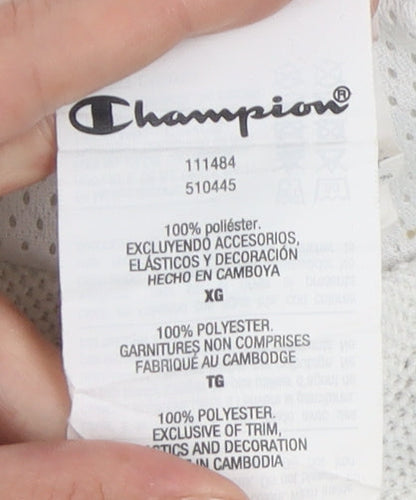 Champion®
111484
510445
100% poliéster.
EXCLUYENDO ACCESORIOS,
ELÁSTICOS Y DECORACIÓN
HECHO EN CAMBOYA
XG
100% POLYESTER.
GARNITURES NON COMPRISES
FABRIQUÉ AU CAMBODGE
TG
100% POLYESTER.
EXCLUSIVE OF TRIM,
STICS AND DECORATION
IN CAMBODIA